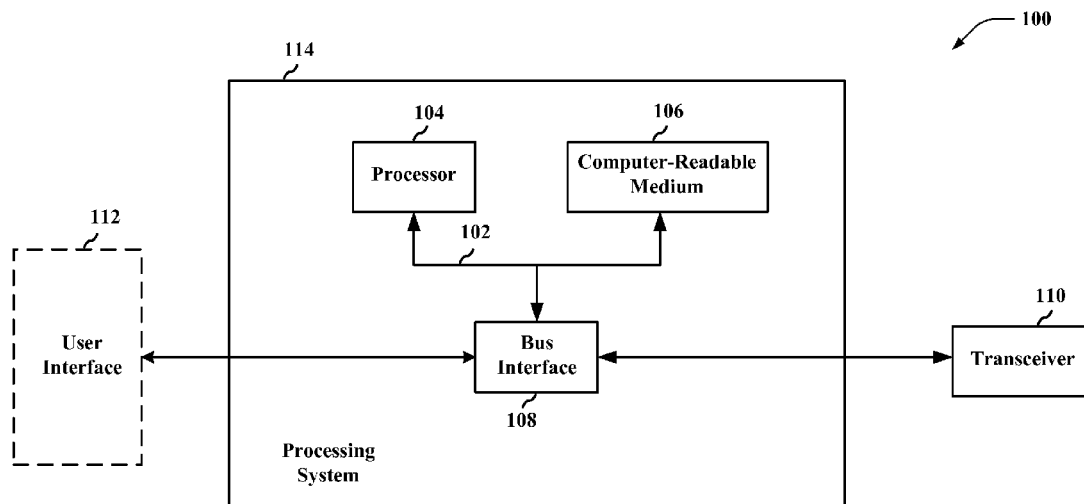 100
114
104
106
Processor
Computer-Readable
Medium
112
102
110
User
Interface
Bus
Interface
Transceiver
108
Processing
System